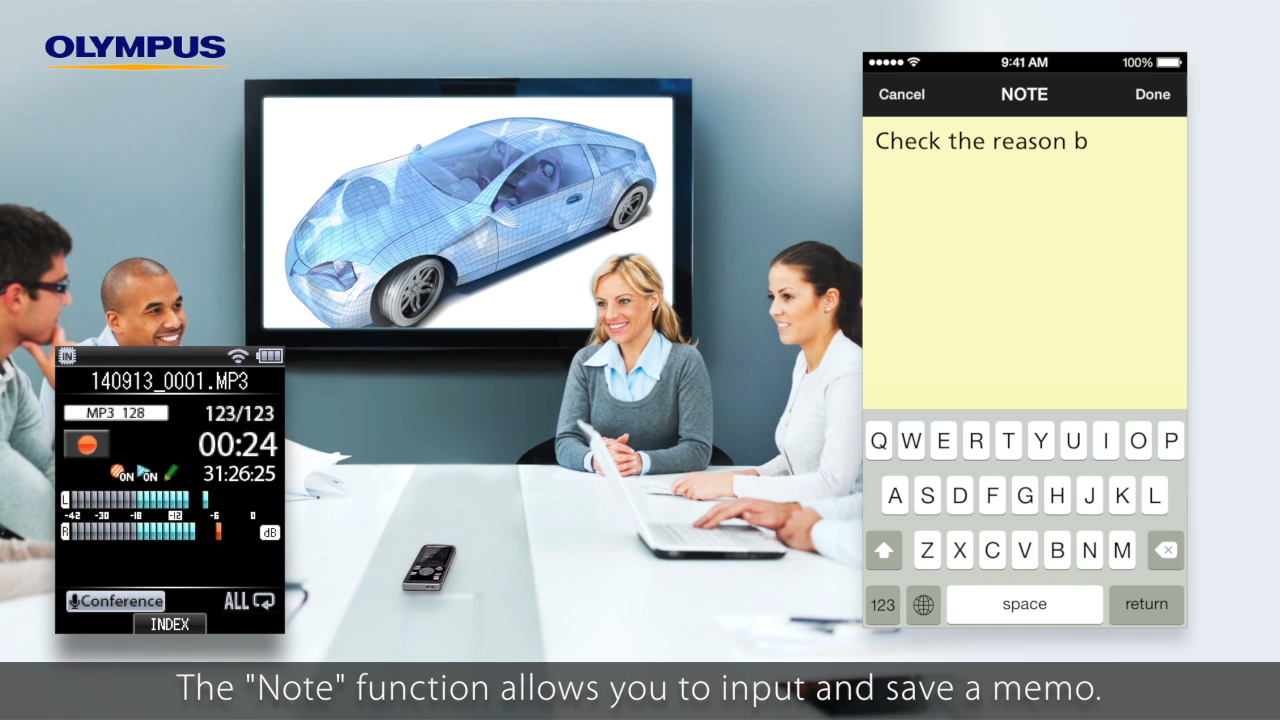 OLYMPUS
9:41 AM
100%
Cancel NOTE Done
Check the reason b
Q W E R T Y U I O P
A S D F G H J K L
Z X C V B N M
123 space return
IN
140913_0001.MP3
MP3 128 123/123
00:24
ON ON 31:26:25
L
-42 -30 -18 -12 -6 0
R dB
Conference ALL
INDEX
The "Note" function allows you to input and save a memo.